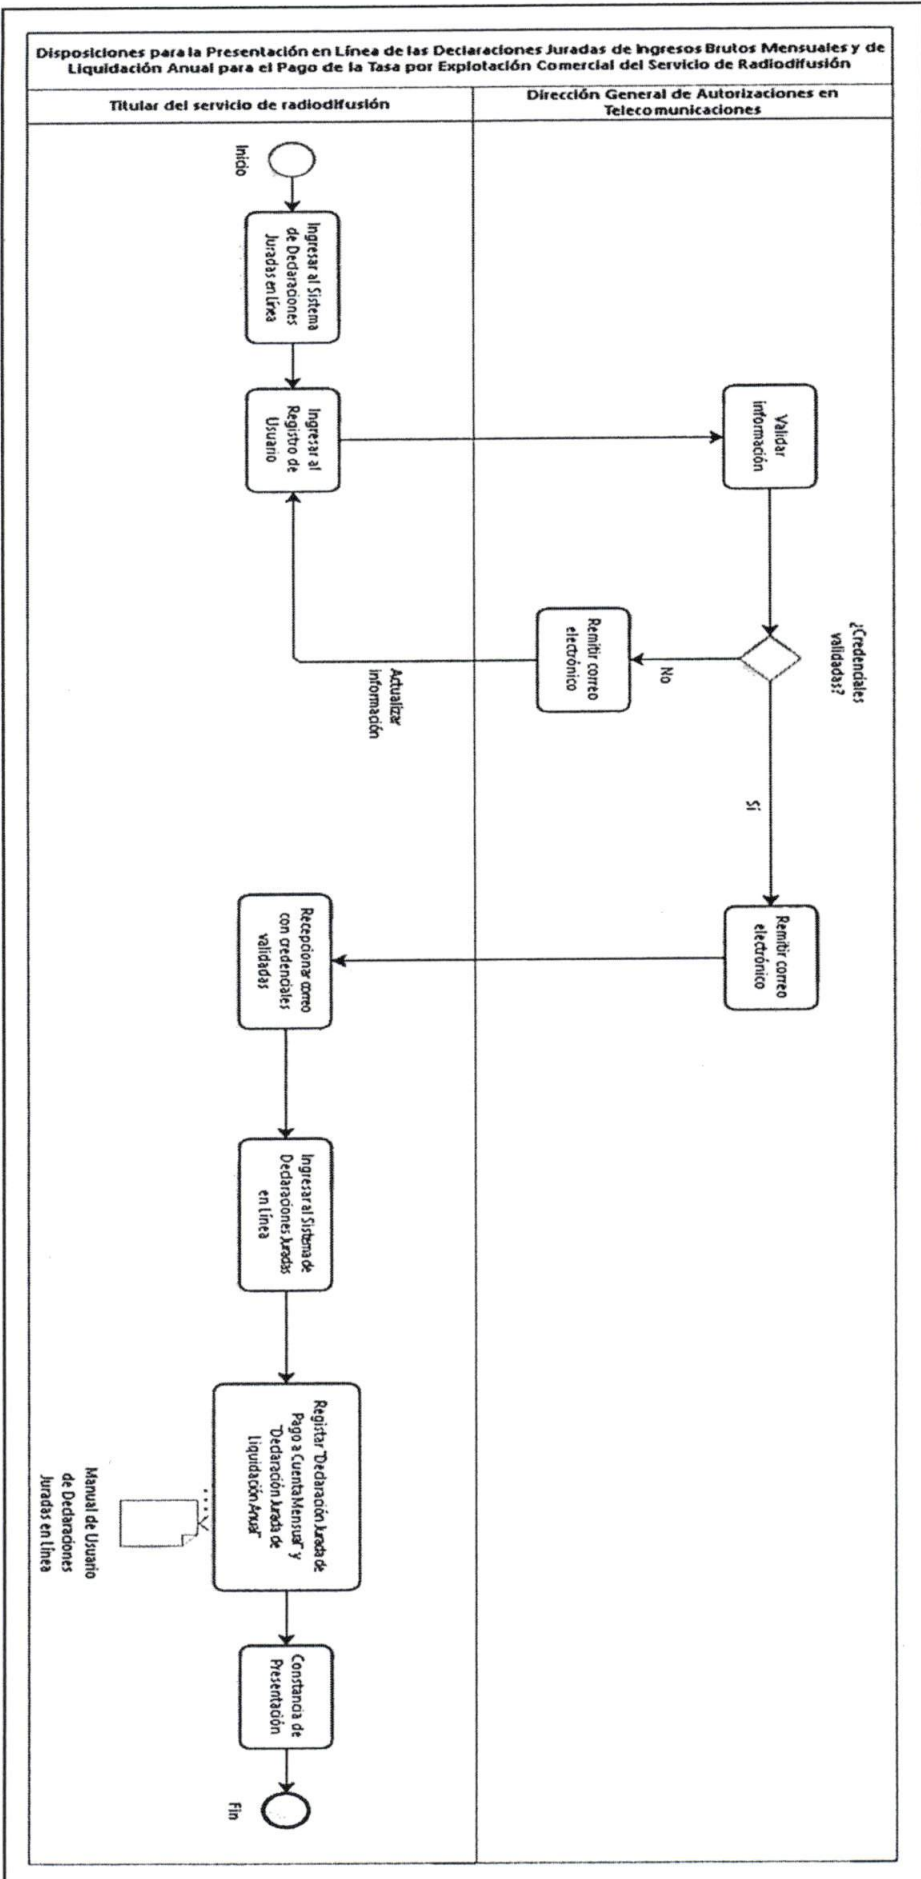 Disposiciones para la Presentación en Línea de las Declaraciones Juradas de Ingresos Brutos Mensuales y de
Liquidación Anual para el Pago de la Tasa por Explotación Comercial del Servicio de Radiodifusión
Titular del servicio de radiodifusión
Dirección General de Autorizaciones en
Telecomunicaciones
Inicio
Ingresar al Sistema
de Declaraciones
Juradas en Línea
Ingresar al
Registro de
Usuario
Validar
información
¿Credenciales
validadas?
No
Remitir correo
electrónico
Actualizar
información
Sí
Remitir correo
electrónico
Recepcionar correo
con credenciales
validadas
Ingresar al Sistema de
Declaraciones Juradas
en Línea
Registar "Declaración Jurada de
Pago a Cuenta Mensual" y
"Declaración Jurada de
Liquidación Anual"
Manual de Usuario
de Declaraciones
Juradas en Línea
Constancia de
Presentación
Fin